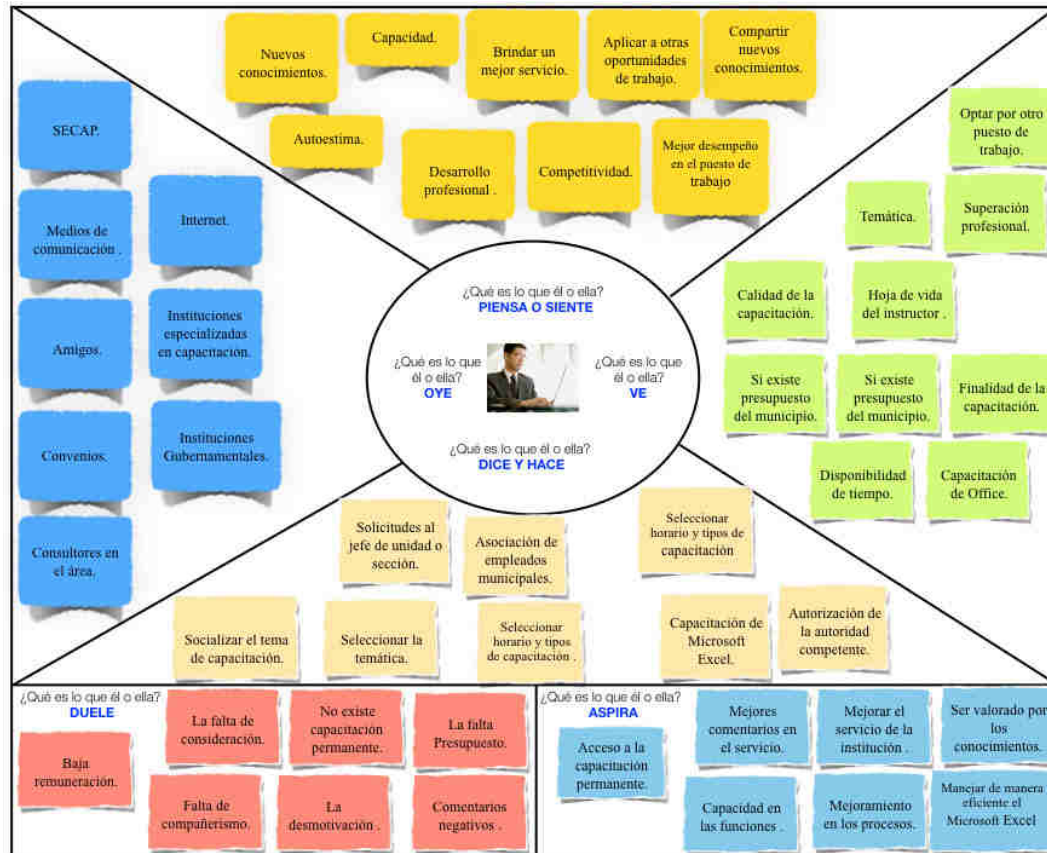 Nuevos
conocimientos.
Capacidad.
Brindar un
mejor servicio.
Aplicar a otras
oportunidades
de trabajo.
Compartir
nuevos
conocimientos.
Autoestima.
Desarrollo
profesional .
Competitividad.
Mejor desempeño
en el puesto de
trabajo
SECAP.
Medios de
comunicación .
Internet.
Amigos.
Instituciones
especializadas
en capacitación.
Convenios.
Instituciones
Gubernamentales.
Consultores en
el área.
¿Qué es lo que él o ella?
PIENSA O SIENTE
¿Qué es lo que
él o ella?
OYE
¿Qué es lo que
él o ella?
VE
¿Qué es lo que él o ella?
DICE Y HACE
Optar por otro
puesto de
trabajo.
Temática.
Superación
profesional.
Calidad de la
capacitación.
Hoja de vida
del instructor .
Si existe
presupuesto
del municipio.
Si existe
presupuesto
del municipio.
Finalidad de la
capacitación.
Disponibilidad
de tiempo.
Capacitación
de Office.
Solicitudes al
jefe de unidad o
sección.
Asociación de
empleados
municipales.
Seleccionar
horario y tipos de
capacitación
Socializar el tema
de capacitación.
Seleccionar la
temática.
Seleccionar
horario y tipos
de capacitación .
Capacitación de
Microsoft
Excel.
Autorización de
la autoridad
competente.
¿Qué es lo que él o ella?
DUELE
Baja
remuneración.
La falta de
consideración.
No existe
capacitación
permanente.
La falta
Presupuesto.
Falta de
compañerismo.
La
desmotivación .
Comentarios
negativos .
¿Qué es lo que él o ella?
ASPIRA
Acceso a la
capacitación
permanente.
Mejores
comentarios en
el servicio.
Mejorar el
servicio de la
institución .
Ser valorado por
los
conocimientos.
Capacidad en
las funciones .
Mejoramiento
en los procesos.
Manejar de manera
eficiente el
Microsoft Excel